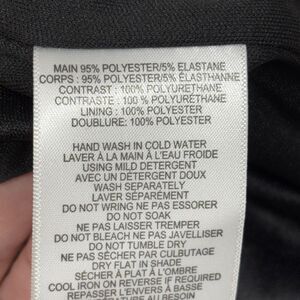 MAIN 95% POLYESTER/5% ELASTANE
CORPS : 95% POLYESTER/5% ÉLASTHANNE
CONTRAST : 100% POLYURETHANE
CONTRASTE : 100 % POLYURÉTHANE
LINING : 100% POLYESTER
DOUBLURE: 100% POLYESTER
HAND WASH IN COLD WATER
LAVER À LA MAIN À L'EAU FROIDE
USING MILD DETERGENT
AVEC UN DÉTERGENT DOUX
WASH SEPARATELY
LAVER SÉPARÉMENT
DO NOT WRING NE PAS ESSORER
DO NOT SOAK
NE PAS LAISSER TREMPER
DO NOT BLEACH NE PAS JAVELLISER
DO NOT TUMBLE DRY
NE PAS SÉCHER PAR CULBUTAGE
DRY FLAT IN SHADE
SÉCHER À PLAT À L'OMBRE
COOL IRON ON REVERSE IF REQUIRED
REPASSER L'ENVERS À BASSE
TEMPÉRATURE AU BESOIN